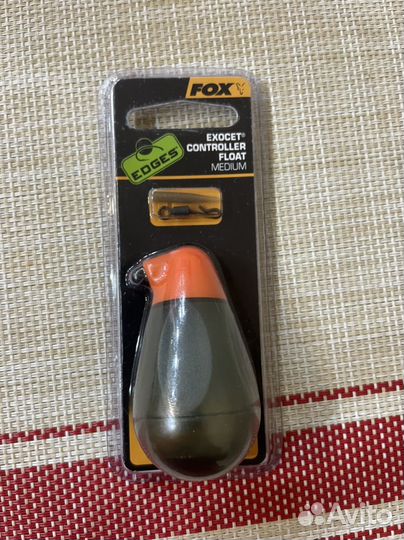 FOX
EXOCET®
CONTROLLER
FLOAT
MEDIUM
EDGES
Avito